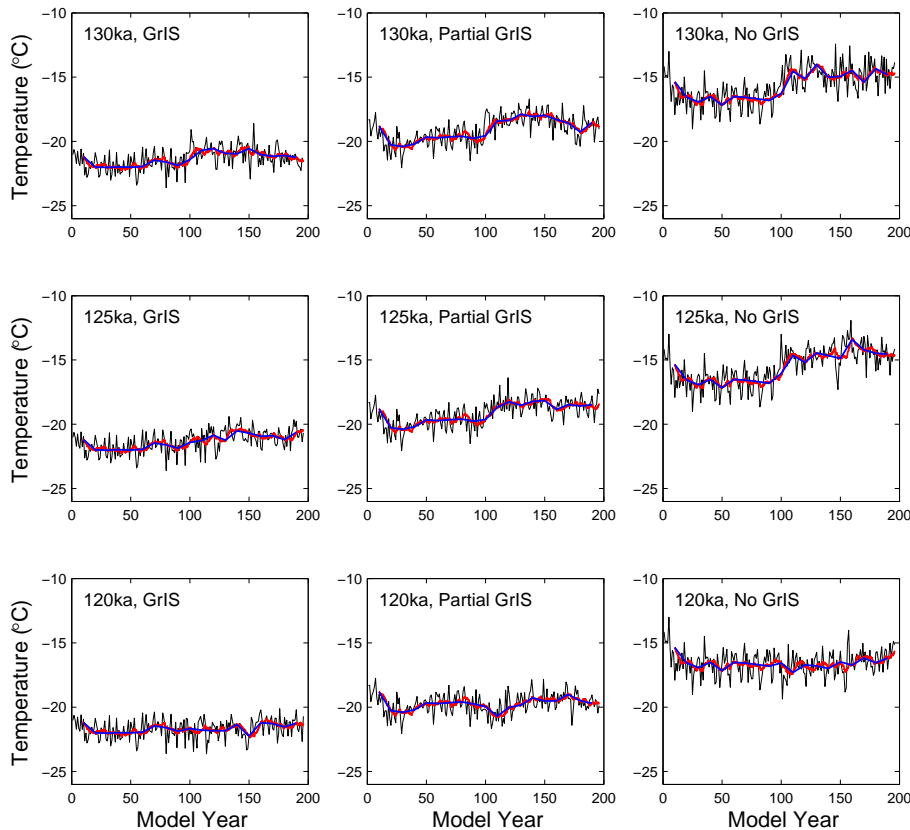 130ka, GrIS
130ka, Partial GrIS
130ka, No GrIS
Temperature (°C)
−10
−15
−20
−25
0 50 100 150 200
−10
−15
−20
−25
0 50 100 150 200
−10
−15
−20
−25
0 50 100 150 200
125ka, GrIS
125ka, Partial GrIS
125ka, No GrIS
Temperature (°C)
−10
−15
−20
−25
0 50 100 150 200
−10
−15
−20
−25
0 50 100 150 200
−10
−15
−20
−25
0 50 100 150 200
120ka, GrIS
120ka, Partial GrIS
120ka, No GrIS
Temperature (°C)
−10
−15
−20
−25
0 50 100 150 200
−10
−15
−20
−25
0 50 100 150 200
−10
−15
−20
−25
0 50 100 150 200
Model Year
Model Year
Model Year